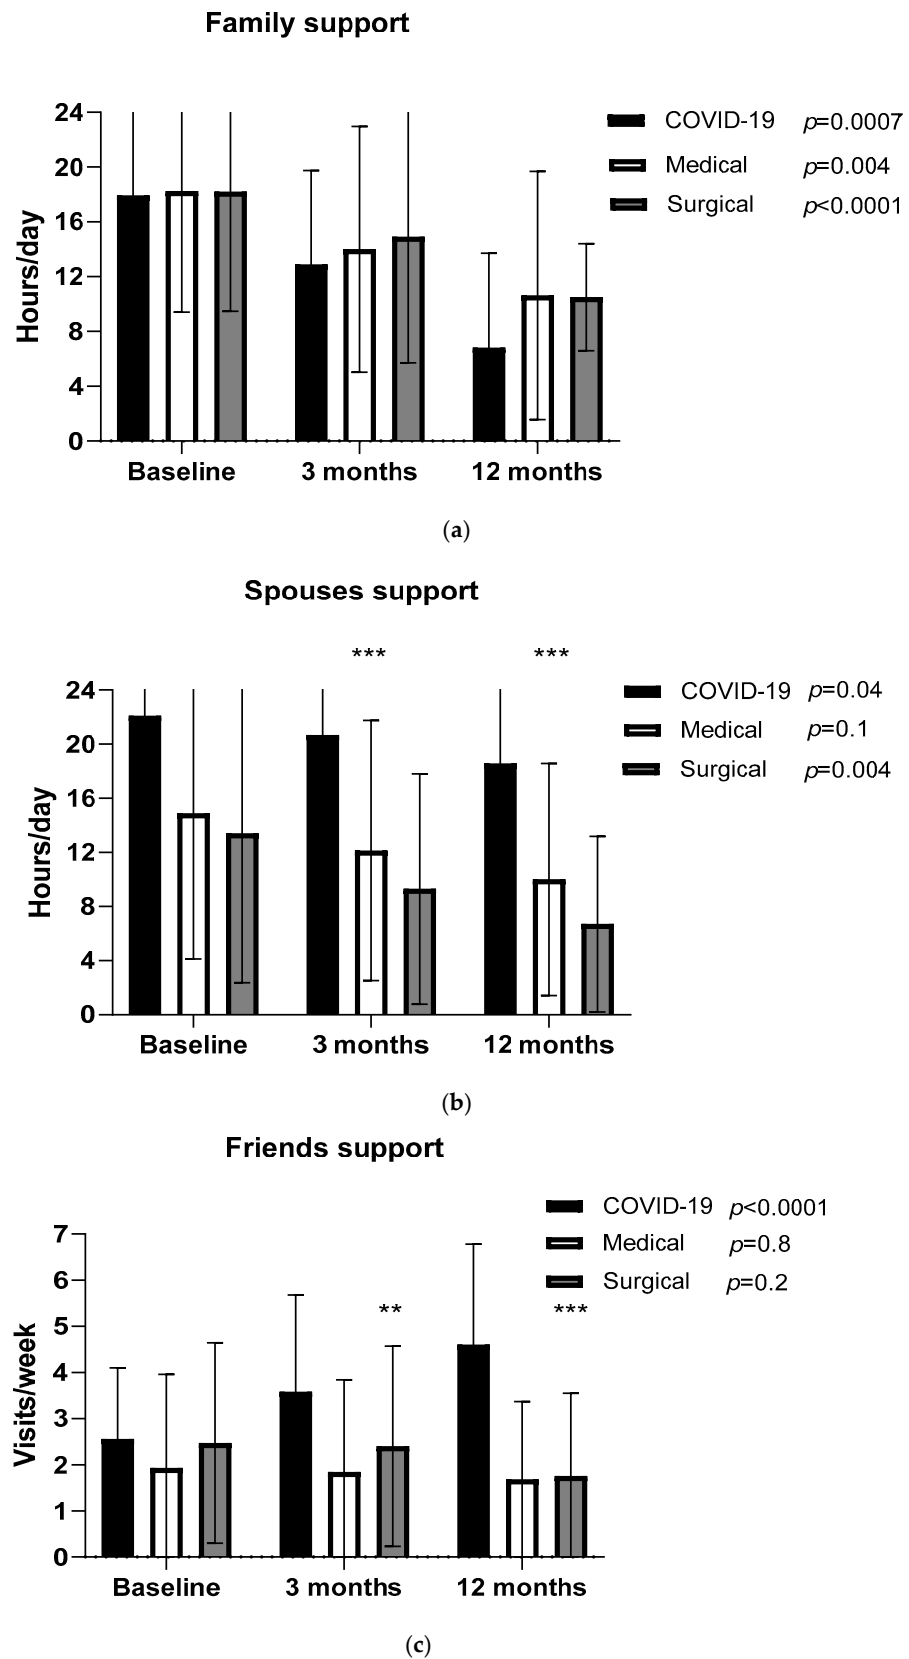 Family support
24
20
16
12
8
4
0
Hours/day
COVID-19 p=0.0007
Medical p=0.004
Surgical p<0.0001
Baseline 3 months 12 months
(a)
Spouses support
*** ***
24
20
16
12
8
4
0
Hours/day
COVID-19 p=0.04
Medical p=0.1
Surgical p=0.004
Baseline 3 months 12 months
(b)
Friends support
7
6
5
4
3
2
1
0
Visits/week
COVID-19 p<0.0001
Medical p=0.8
Surgical p=0.2
** ***
Baseline 3 months 12 months
(c)